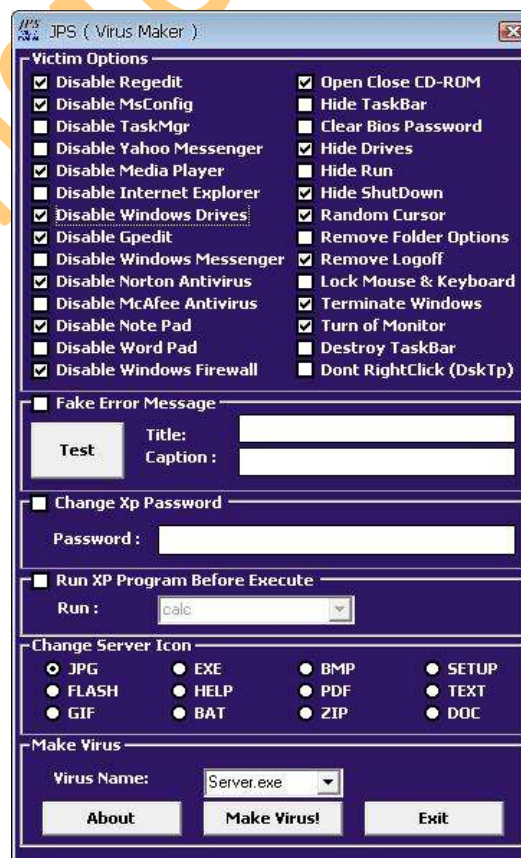 JPS ( Virus Maker )
Victim Options
Disable Regedit
Disable MsConfig
Disable TaskMgr
Disable Yahoo Messenger
Disable Media Player
Disable Internet Explorer
Disable Windows Drives
Disable Gpedit
Disable Windows Messenger
Disable Norton Antivirus
Disable McAfee Antivirus
Disable Note Pad
Disable Word Pad
Disable Windows Firewall
Open Close CD-ROM
Hide TaskBar
Clear Bios Password
Hide Drives
Hide Run
Hide ShutDown
Random Cursor
Remove Folder Options
Remove Logoff
Lock Mouse & Keyboard
Terminate Windows
Turn of Monitor
Destroy TaskBar
Dont RightClick (DskTp)
Fake Error Message
Test
Title:
Caption :
Change Xp Password
Password :
Run XP Program Before Execute
Run : calc
Change Server Icon
JPG EXE BMP SETUP
FLASH HELP PDF TEXT
GIF BAT ZIP DOC
Make Virus
Virus Name: Server.exe
About Make Virus! Exit